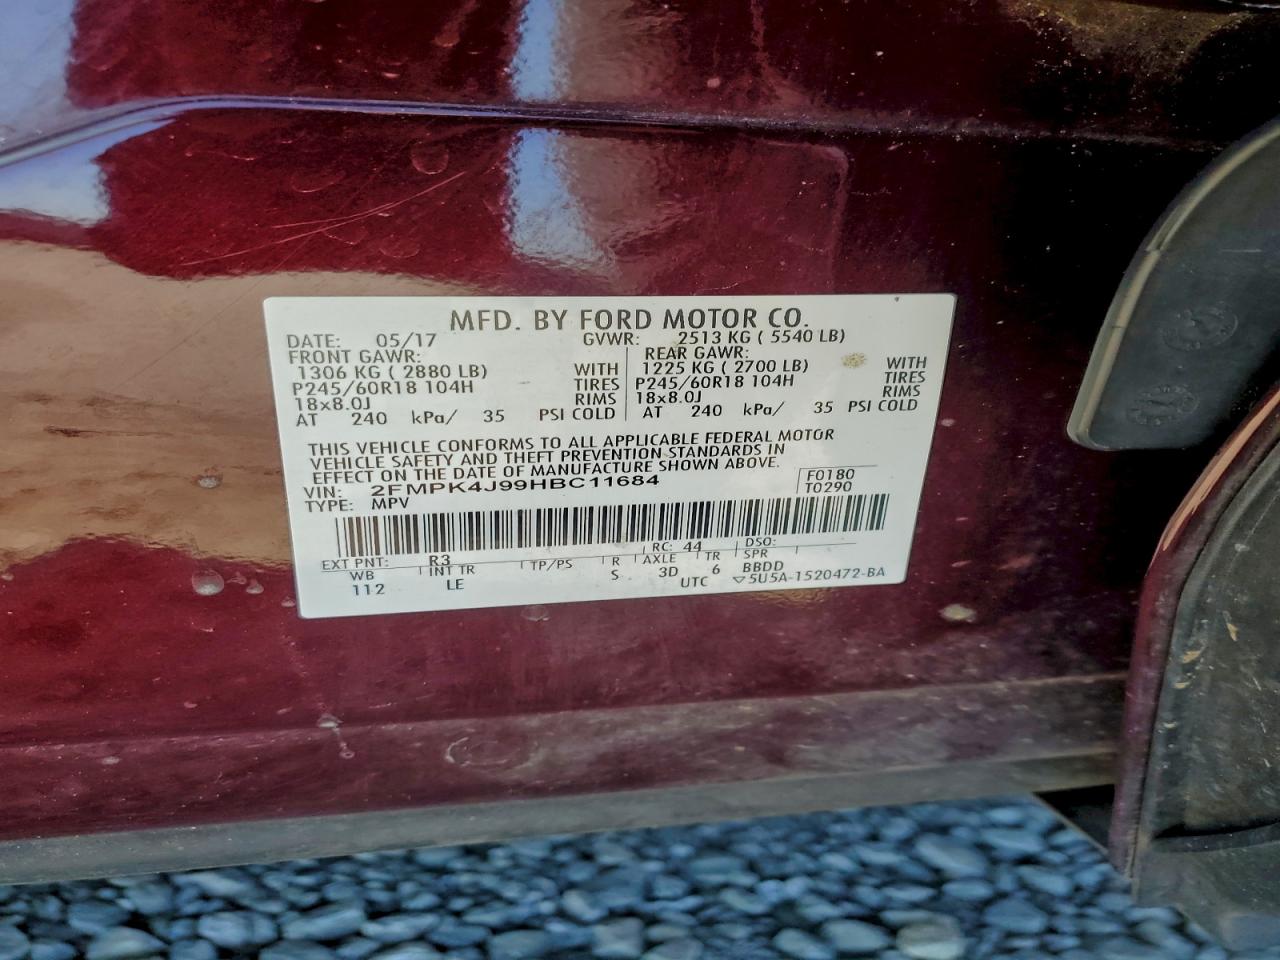 MFD. BY FORD MOTOR CO.
DATE: 05/17 GVWR: 2513 KG ( 5540 LB)
FRONT GAWR: REAR GAWR:
1306 KG ( 2880 LB) WITH 1225 KG ( 2700 LB) WITH
P245/60R18 104H TIRES P245/60R18 104H TIRES
18x8.0J RIMS 18x8.0J RIMS
AT 240 kPa/ 35 PSI COLD AT 240 kPa/ 35 PSI COLD
THIS VEHICLE CONFORMS TO ALL APPLICABLE FEDERAL MOTOR
VEHICLE SAFETY AND THEFT PREVENTION STANDARDS IN
EFFECT ON THE DATE OF MANUFACTURE SHOWN ABOVE.
VIN: 2FMPK4J99HBC11684 F0180
TYPE: MPV T0290
EXT PNT: R3 RC: 44 DSO:
WB INT TR TP/PS R AXLE TR SPR
112 LE S 3D 6 BBDD
UTC ▽5U5A-1520472-BA